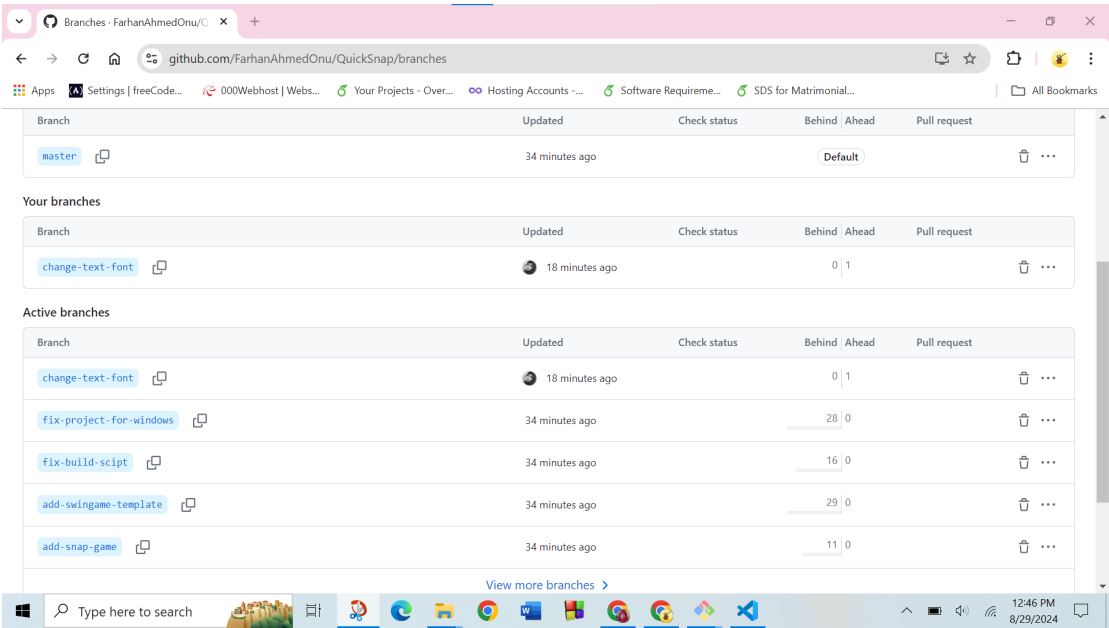 Branches · FarhanAhmedOnu/Q
github.com/FarhanAhmedOnu/QuickSnap/branches
Apps Settings | freeCode... 000Webhost | Webs... Your Projects - Over... Hosting Accounts -... Software Requireme... SDS for Matrimonial... All Bookmarks
Branch Updated Check status Behind Ahead Pull request
master 34 minutes ago Default
Your branches
Branch Updated Check status Behind Ahead Pull request
change-text-font 18 minutes ago 0 1
Active branches
Branch Updated Check status Behind Ahead Pull request
change-text-font 18 minutes ago 0 1
fix-project-for-windows 34 minutes ago 28 0
fix-build-scipt 34 minutes ago 16 0
add-swingame-template 34 minutes ago 29 0
add-snap-game 34 minutes ago 11 0
View more branches
Type here to search 12:46 PM
8/29/2024